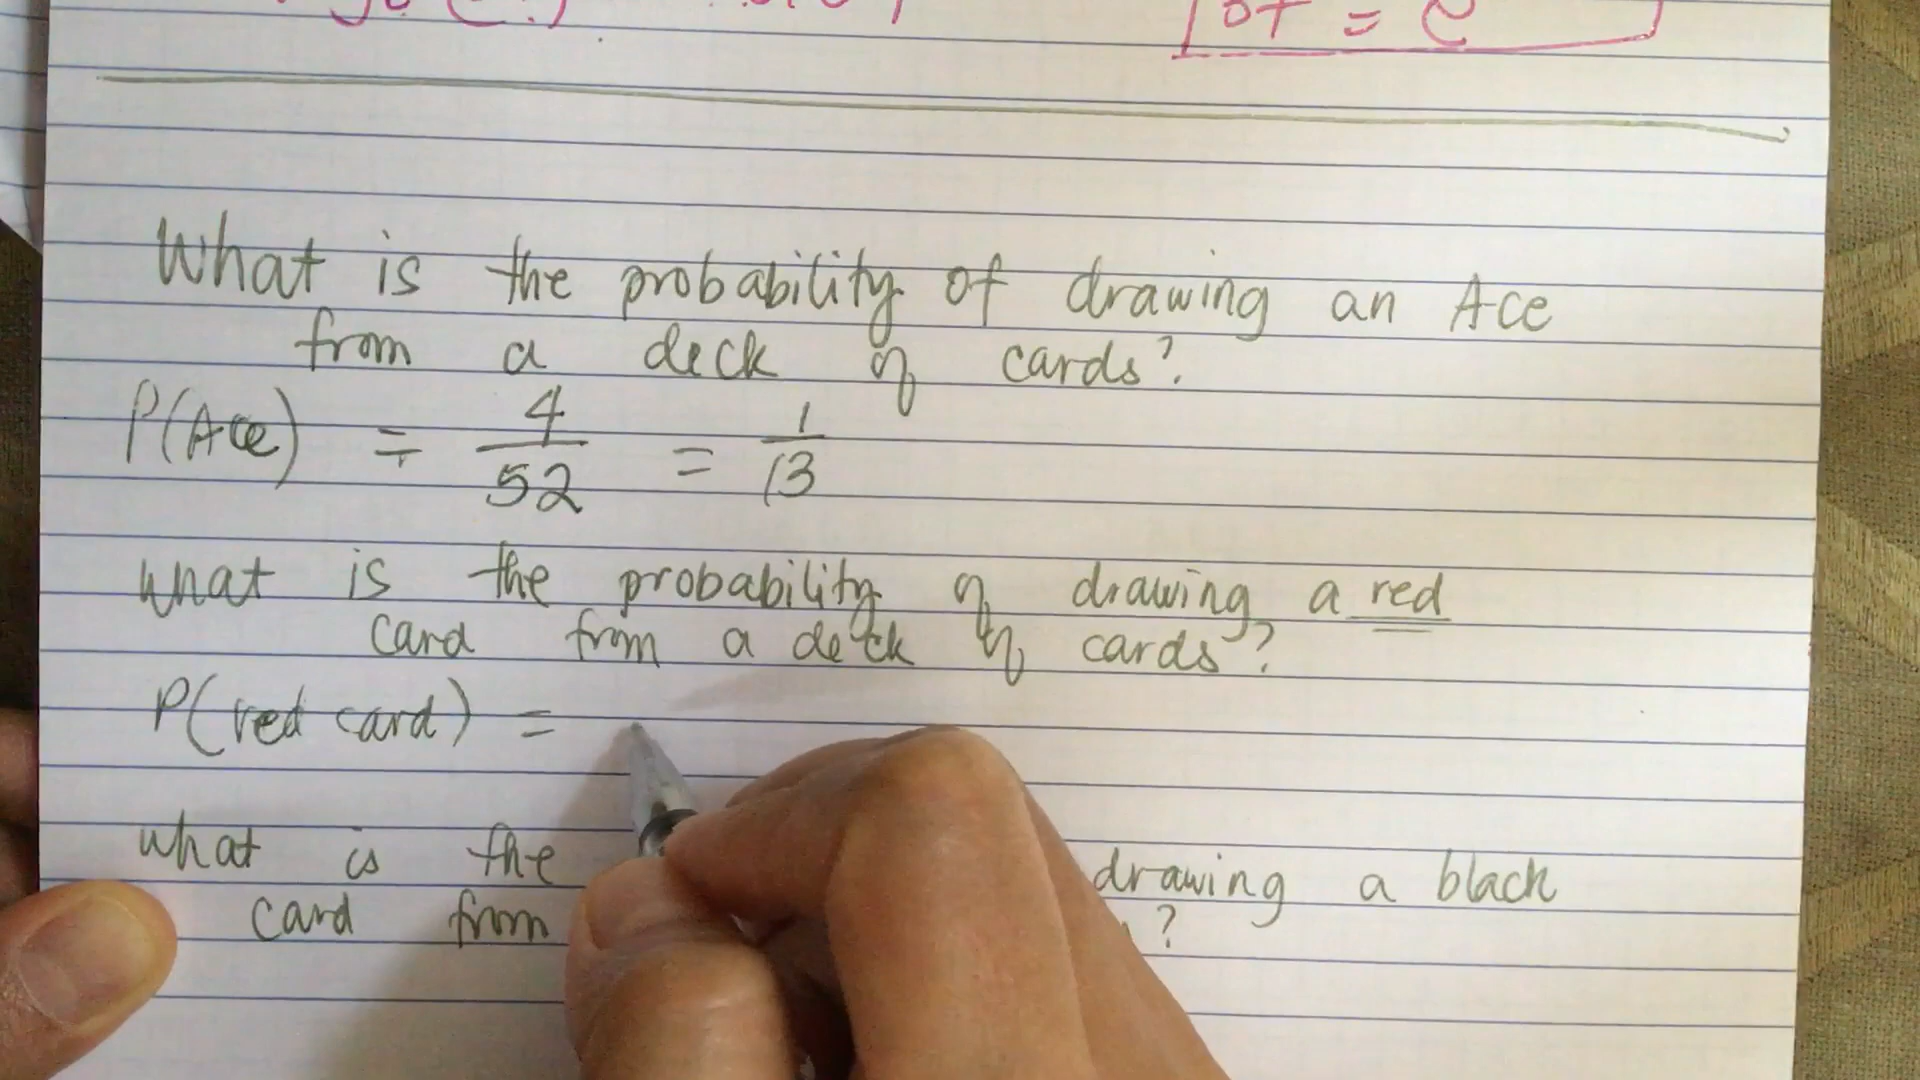 What is the probability of drawing an Ace
from a deck of cards?
P(Ace) = 4/52 = 1/13
What is the probability of drawing a red
card from a deck of cards?
P(red card) =
What is the drawing a black
card from ?